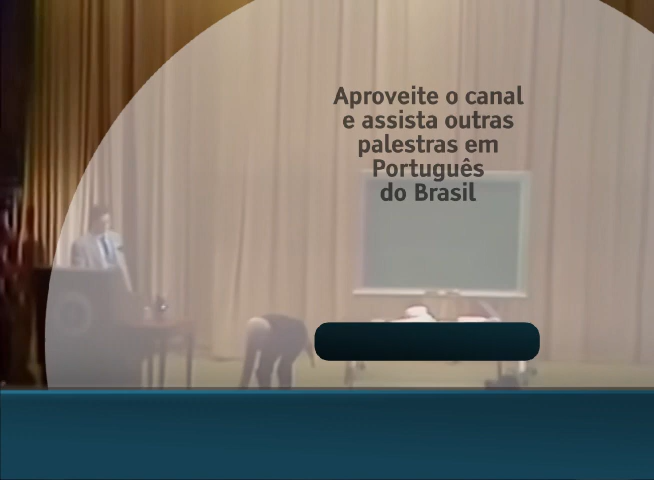 Aproveite o canal
e assista outras
palestras em
Português
do Brasil